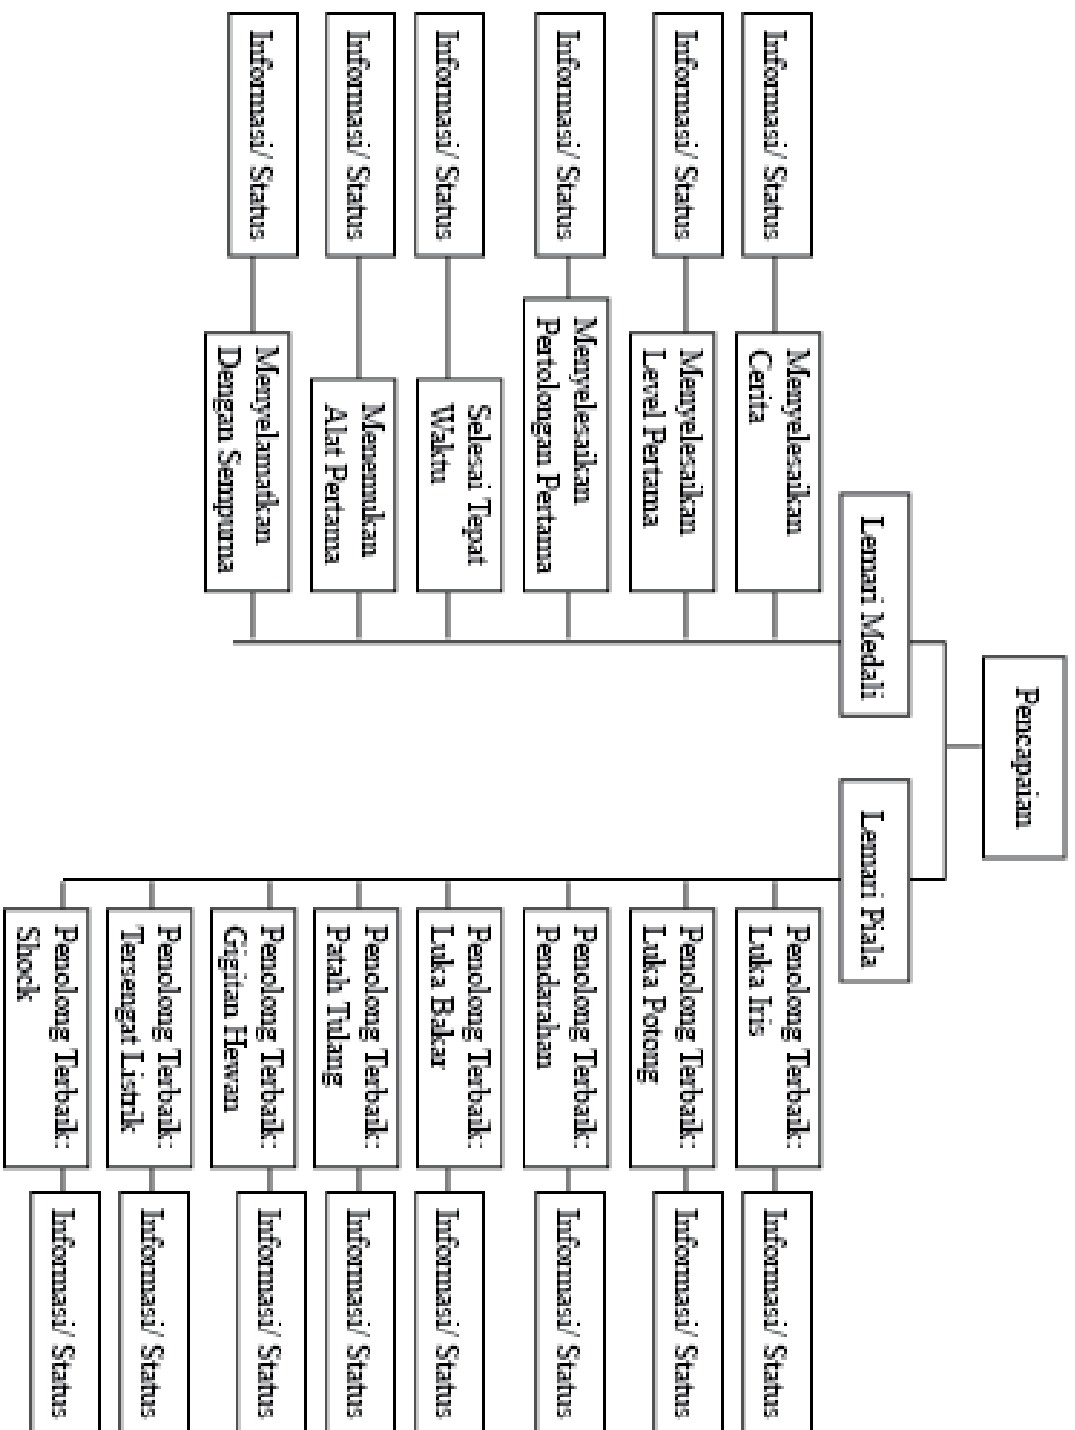 Pencapaian
Lemari Medali
Lemari Piala
Informasi/ Status
Menyelesaikan
Cerita
Penolong Terbaik:
Luka Iris
Informasi/ Status
Informasi/ Status
Menyelesaikan
Level Pertama
Penolong Terbaik:
Luka Potong
Informasi/ Status
Informasi/ Status
Menyelesaikan
Pertolongan Pertama
Penolong Terbaik:
Pendarahan
Informasi/ Status
Informasi/ Status
Selesai Tepat
Waktu
Penolong Terbaik:
Luka Bakar
Informasi/ Status
Informasi/ Status
Menemukan
Alat Pertama
Penolong Terbaik:
Patah Tulang
Informasi/ Status
Informasi/ Status
Menyelamatkan
Dengan Sempurna
Penolong Terbaik:
Gigitan Hewan
Informasi/ Status
Penolong Terbaik:
Tersengat Listrik
Informasi/ Status
Penolong Terbaik:
Shock
Informasi/ Status